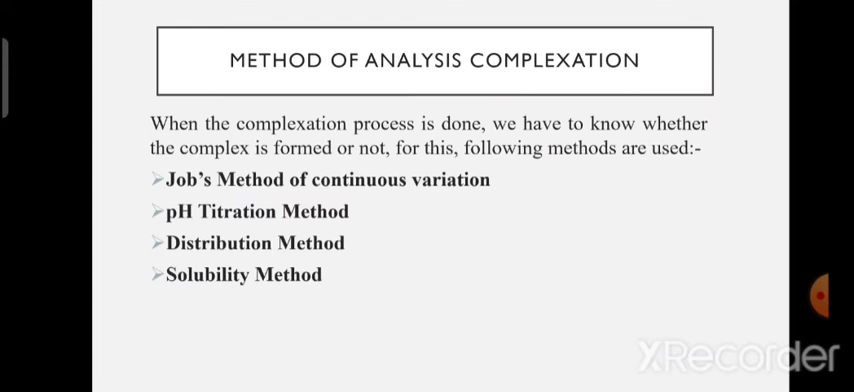 METHOD OF ANALYSIS COMPLEXATION
When the complexation process is done, we have to know whether
the complex is formed or not, for this, following methods are used:-
➢Job's Method of continuous variation
➢pH Titration Method
➢Distribution Method
➢Solubility Method
XRecorder